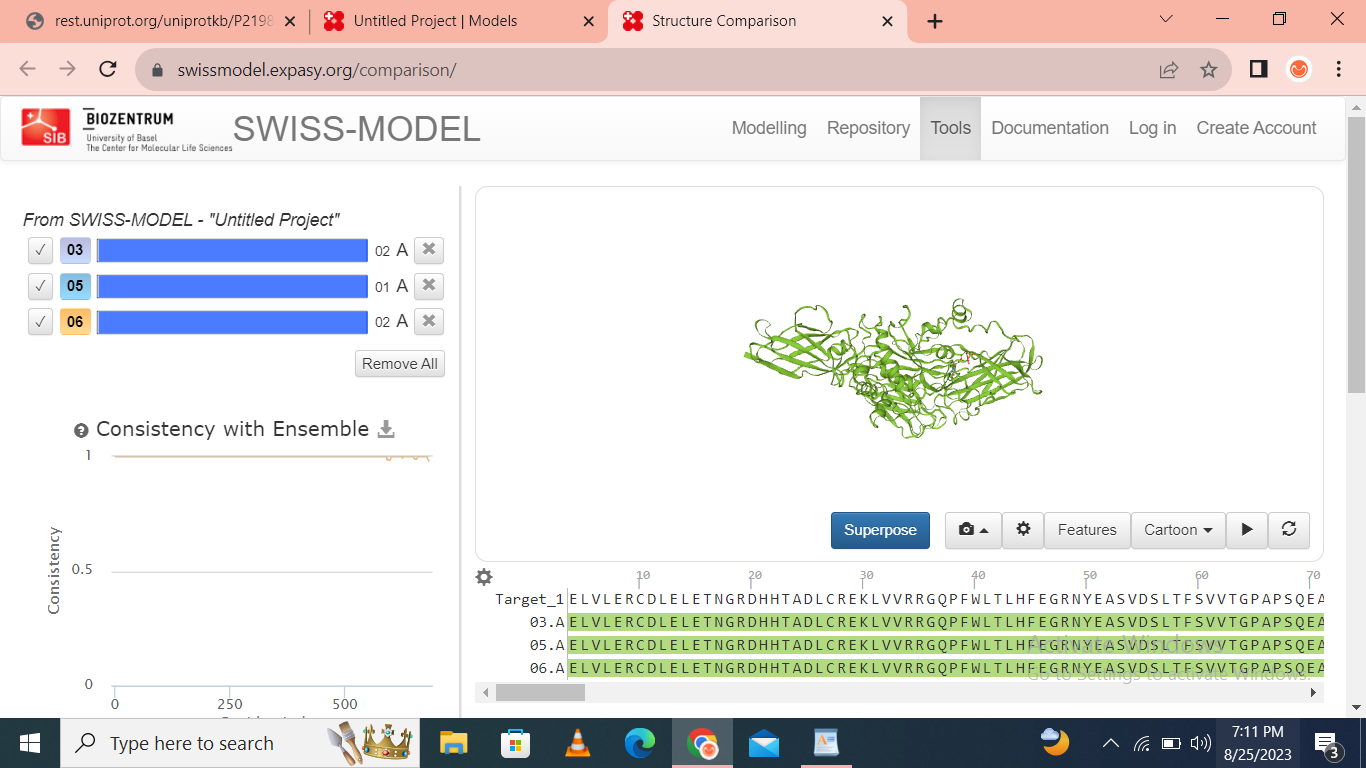 rest.uniprot.org/uniprotkb/P2198
Untitled Project | Models
Structure Comparison
swissmodel.expasy.org/comparison/
SIB
BIOZENTRUM
University of Basel
The Center for Molecular Life Sciences
SWISS-MODEL
Modelling
Repository
Tools
Documentation
Log in
Create Account
From SWISS-MODEL - "Untitled Project"
03 02 A
05 01 A
06 02 A
Remove All
Consistency with Ensemble
1
0.5
0
Consistency
0 250 500
Superpose
Features
Cartoon
10 20 30 40 50 60 70
Target_1 ELVLERCDLELETNGRDHHTADLCREKLVVRRGQPFWLTLHFEGRNYEASVDSLTFSVVTGPAPSQEA
03.A ELVLERCDLELETNGRDHHTADLCREKLVVRRGQPFWLTLHFEGRNYEASVDSLTFSVVTGPAPSQEA
05.A ELVLERCDLELETNGRDHHTADLCREKLVVRRGQPFWLTLHFEGRNYEASVDSLTFSVVTGPAPSQEA
06.A ELVLERCDLELETNGRDHHTADLCREKLVVRRGQPFWLTLHFEGRNYEASVDSLTFSVVTGPAPSQEA
Activate Windows
Go to Settings to activate Windows.
Type here to search
7:11 PM
8/25/2023
3